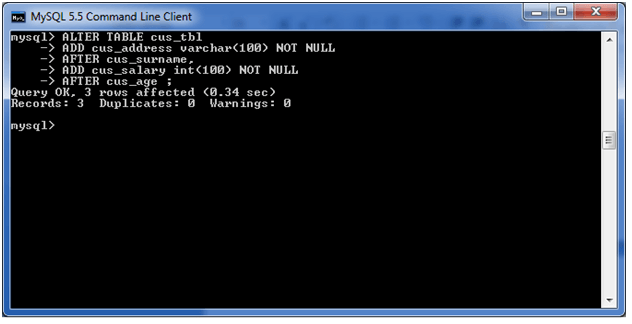 MySQL 5.5 Command Line Client
mysql> ALTER TABLE cus_tbl
    -> ADD cus_address varchar(100) NOT NULL
    -> AFTER cus_surname,
    -> ADD cus_salary int(100) NOT NULL
    -> AFTER cus_age ;
Query OK, 3 rows affected (0.34 sec)
Records: 3  Duplicates: 0  Warnings: 0
mysql>